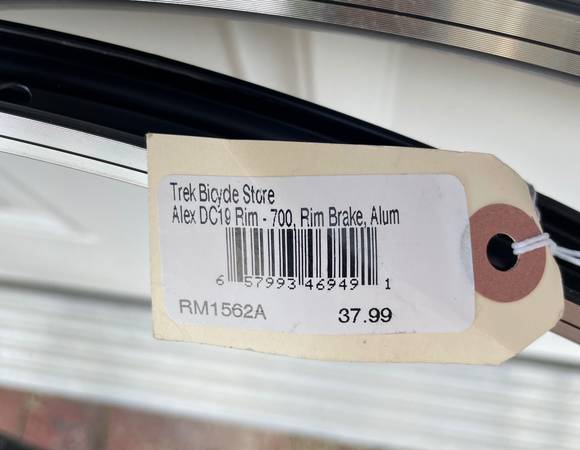 Trek Bicycle Store
Alex DC19 Rim - 700, Rim Brake, Alum
6 57993 46949 1
RM1562A 37.99